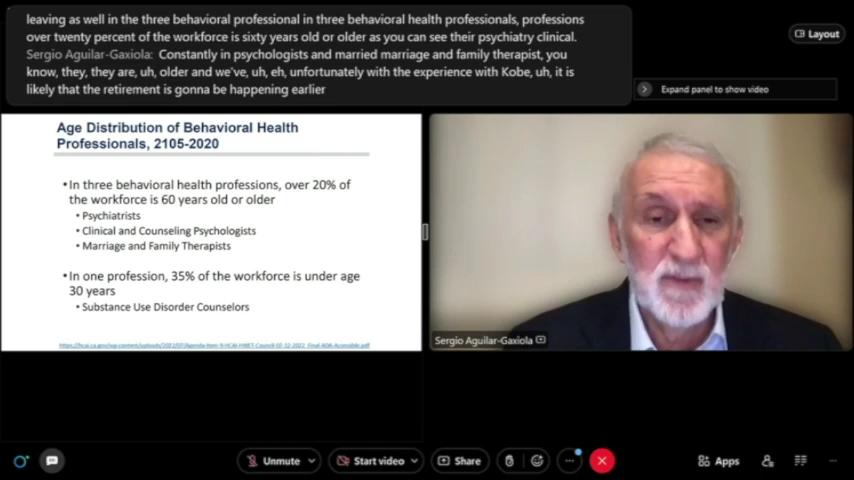 leaving as well in the three behavioral professional in three behavioral health professionals, professions
over twenty percent of the workforce is sixty years old or older as you can see their psychiatry clinical.
Sergio Aguilar-Gaxiola: Constantly in psychologists and married marriage and family therapist, you
know, they, they are, uh, older and we've, uh, eh, unfortunately with the experience with Kobe, uh, it is
likely that the retirement is gonna be happening earlier
Layout
Expand panel to show video
Age Distribution of Behavioral Health
Professionals, 2105-2020
•In three behavioral health professions, over 20% of
the workforce is 60 years old or older
• Psychiatrists
• Clinical and Counseling Psychologists
• Marriage and Family Therapists
•In one profession, 35% of the workforce is under age
30 years
• Substance Use Disorder Counselors
Sergio Aguilar-Gaxiola
Unmute
Start video
Share
Apps